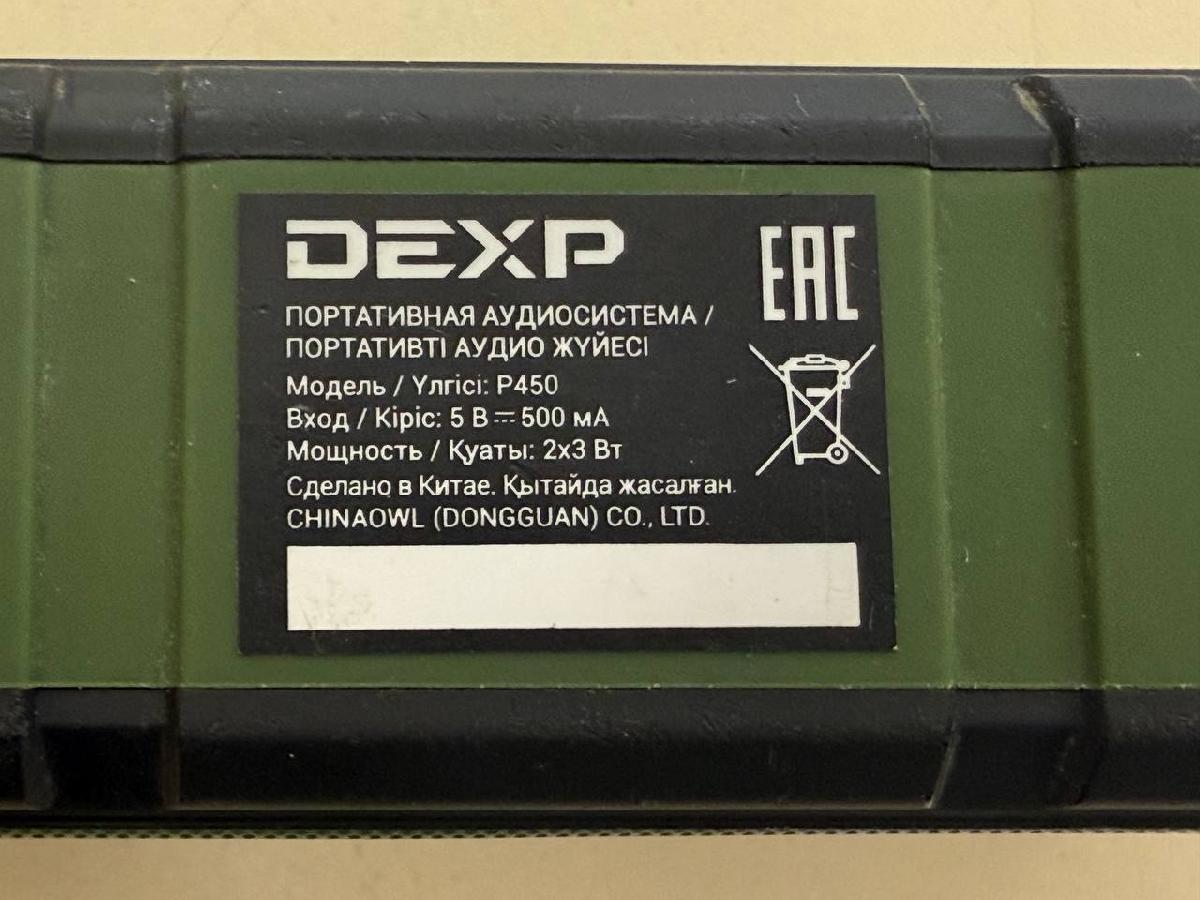 DEXP
EAC
ПОРТАТИВНАЯ АУДИОСИСТЕМА /
ПОРТАТИВТІ АУДИО ЖҮЙЕСІ
Модель / Үлгісі: P450
Вход / Кіріс: 5 В ⎓ 500 мА
Мощность / Қуаты: 2x3 Вт
Сделано в Китае. Қытайда жасалған.
CHINAOWL (DONGGUAN) CO., LTD.